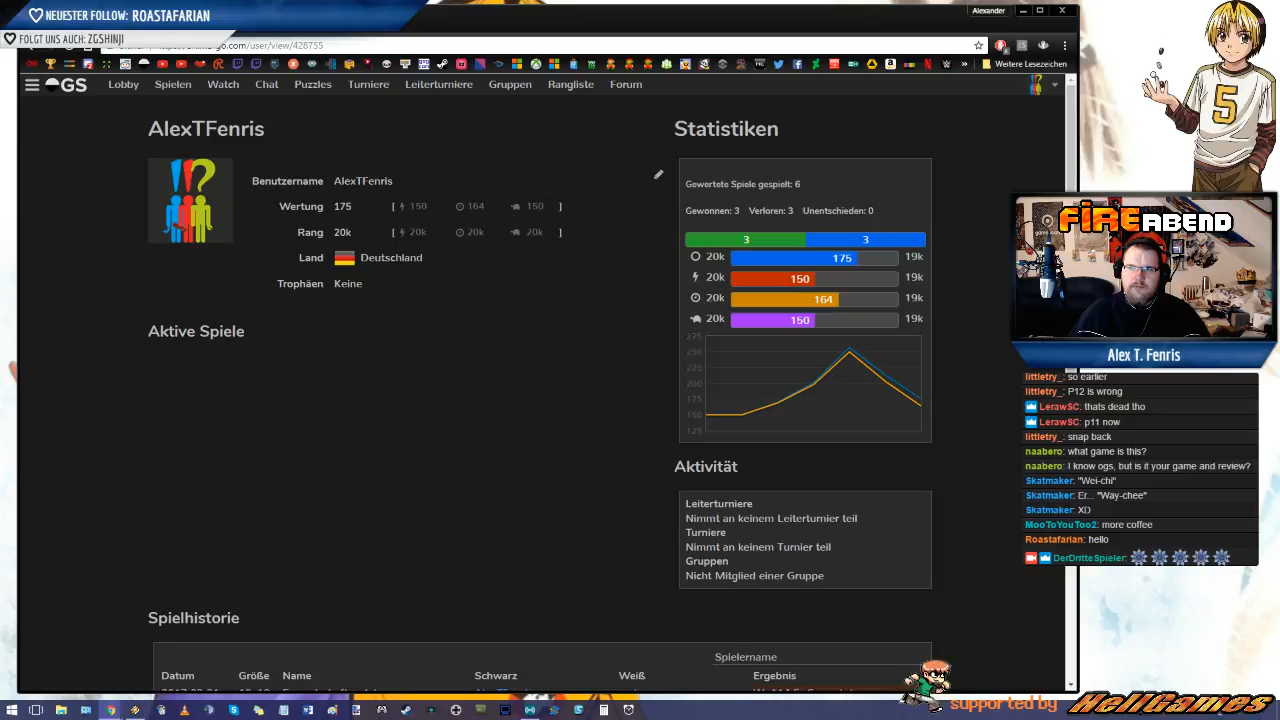 NEUESTER FOLLOW: ROASTAFARIAN
FOLGT UNS AUCH: ZGSHINJI
Alexander
-go.com/user/view/428755
Weitere Lesezeichen
OGS Lobby Spielen Watch Chat Puzzles Turniere Leiterturniere Gruppen Rangliste Forum
AlexTFenris
Benutzername AlexTFenris
Wertung 175 [ 150 164 150 ]
Rang 20k [ 20k 20k 20k ]
Land Deutschland
Trophäen Keine
Aktive Spiele
Statistiken
Gewertete Spiele gespielt: 6
Gewonnen: 3 Verloren: 3 Unentschieden: 0
3 3
20k 175 19k
20k 150 19k
20k 164 19k
20k 150 19k
275
250
225
200
175
150
125
Aktivität
Leiterturniere
Nimmt an keinem Leiterturnier teil
Turniere
Nimmt an keinem Turnier teil
Gruppen
Nicht Mitglied einer Gruppe
Spielhistorie
Spielername
Datum Größe Name Schwarz Weiß Ergebnis
5
FIREABEND
Alex T. Fenris
littletry_: so earlier
littletry_: P12 is wrong
LerawSC: thats dead tho
LerawSC: p11 now
littletry_: snap back
naabero: what game is this?
naabero: I know ogs, but is it your game and review?
Skatmaker: "Wei-chi"
Skatmaker: Er... "Way-chee"
Skatmaker: XD
MooToYouToo2: more coffee
Roastafarian: hello
DerDritteSpieler:
supported by HellGames